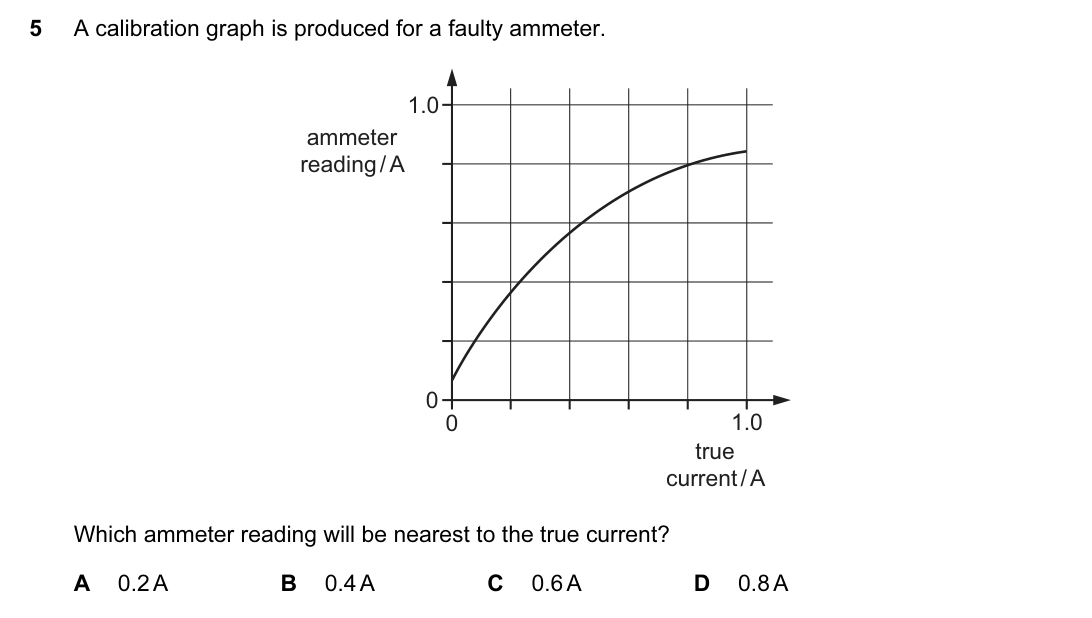 5 A calibration graph is produced for a faulty ammeter.
1.0
ammeter
reading / A
0
0
1.0
true
current / A
Which ammeter reading will be nearest to the true current?
A 0.2 A B 0.4 A C 0.6 A D 0.8 A